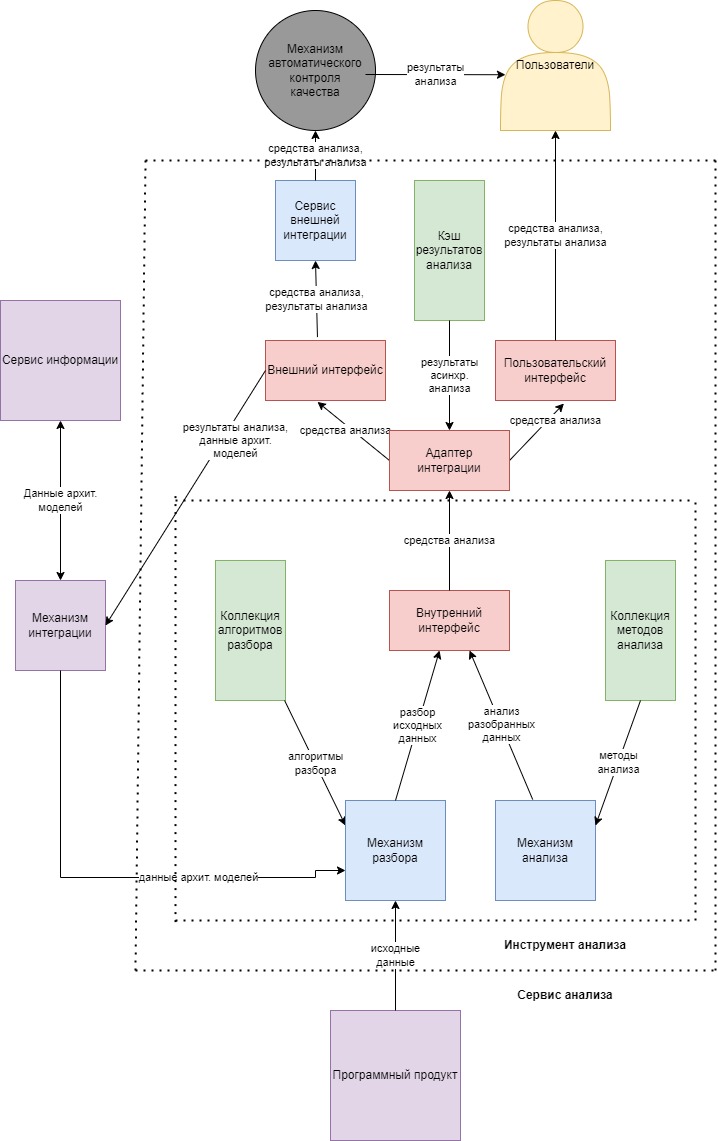 Механизм
автоматического
контроля
качества
результаты
анализа
Пользователи
средства анализа,
результаты анализа
Сервис
внешней
интеграции
Кэш
результатов
анализа
средства анализа,
результаты анализа
средства анализа,
результаты анализа
Сервис информации
Внешний интерфейс
результаты
асинхр.
анализа
Пользовательский
интерфейс
результаты анализа,
данные архит.
моделей
средства анализа
средства анализа
Адаптер
интеграции
Данные архит.
моделей
средства анализа
Механизм
интеграции
Коллекция
алгоритмов
разбора
Внутренний
интерфейс
Коллекция
методов
анализа
разбор
исходных
данных
анализ
разобранных
данных
алгоритмы
разбора
методы
анализа
Механизм
разбора
Механизм
анализа
данные архит. моделей
исходные
данные
Инструмент анализа
Сервис анализа
Программный продукт